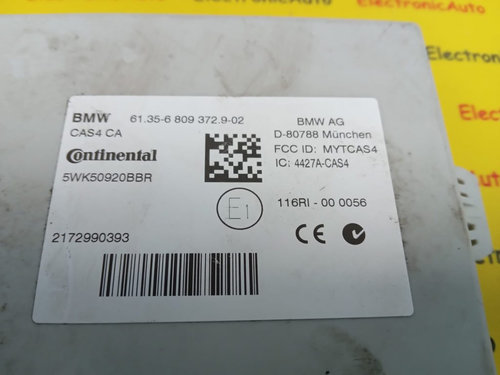 ElectronicAuto
BMW 61.35-6 809 372.9-02
CAS4 CA
Continental
5WK50920BBR
2172990393
BMW AG
D-80788 München
FCC ID: MYTCAS4
IC: 4427A-CAS4
E1
116RI - 00 0056
CE
ElectronicAuto
ElectronicAuto